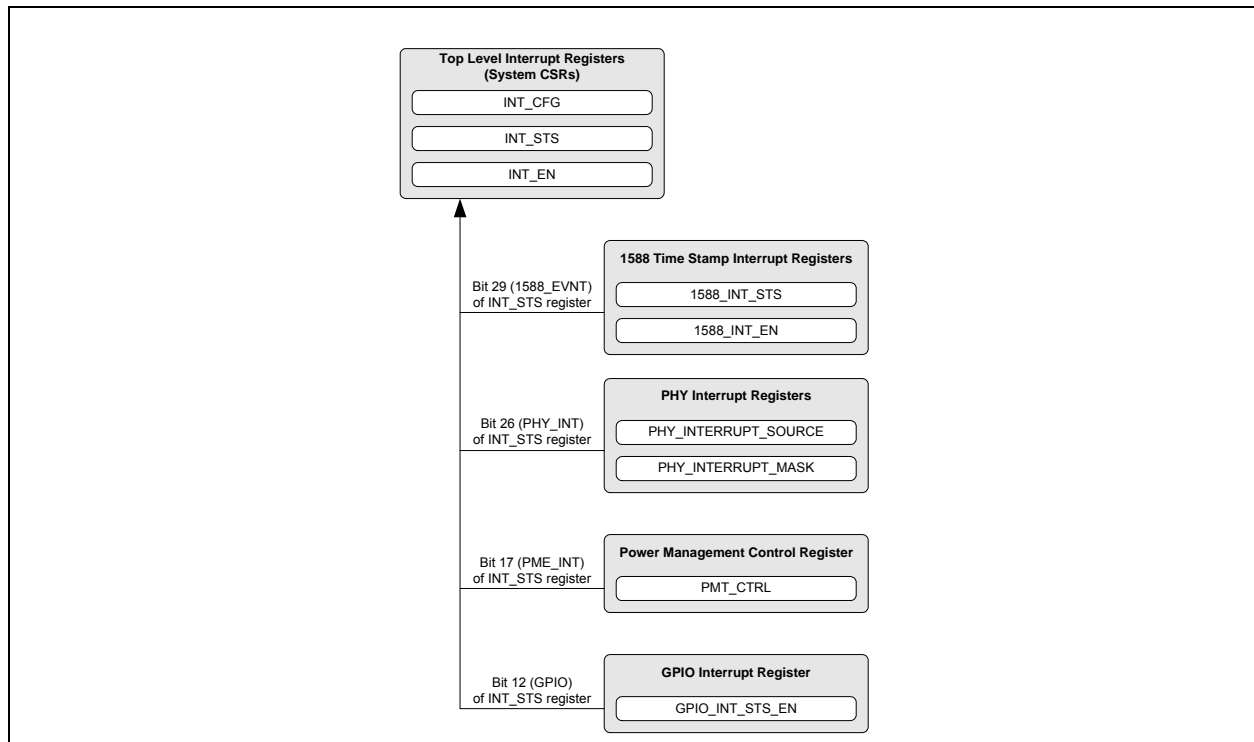 Top Level Interrupt Registers
(System CSRs)
INT_CFG
INT_STS
INT_EN
Bit 29 (1588_EVNT)
of INT_STS register
1588 Time Stamp Interrupt Registers
1588_INT_STS
1588_INT_EN
Bit 26 (PHY_INT)
of INT_STS register
PHY Interrupt Registers
PHY_INTERRUPT_SOURCE
PHY_INTERRUPT_MASK
Bit 17 (PME_INT)
of INT_STS register
Power Management Control Register
PMT_CTRL
Bit 12 (GPIO)
of INT_STS register
GPIO Interrupt Register
GPIO_INT_STS_EN